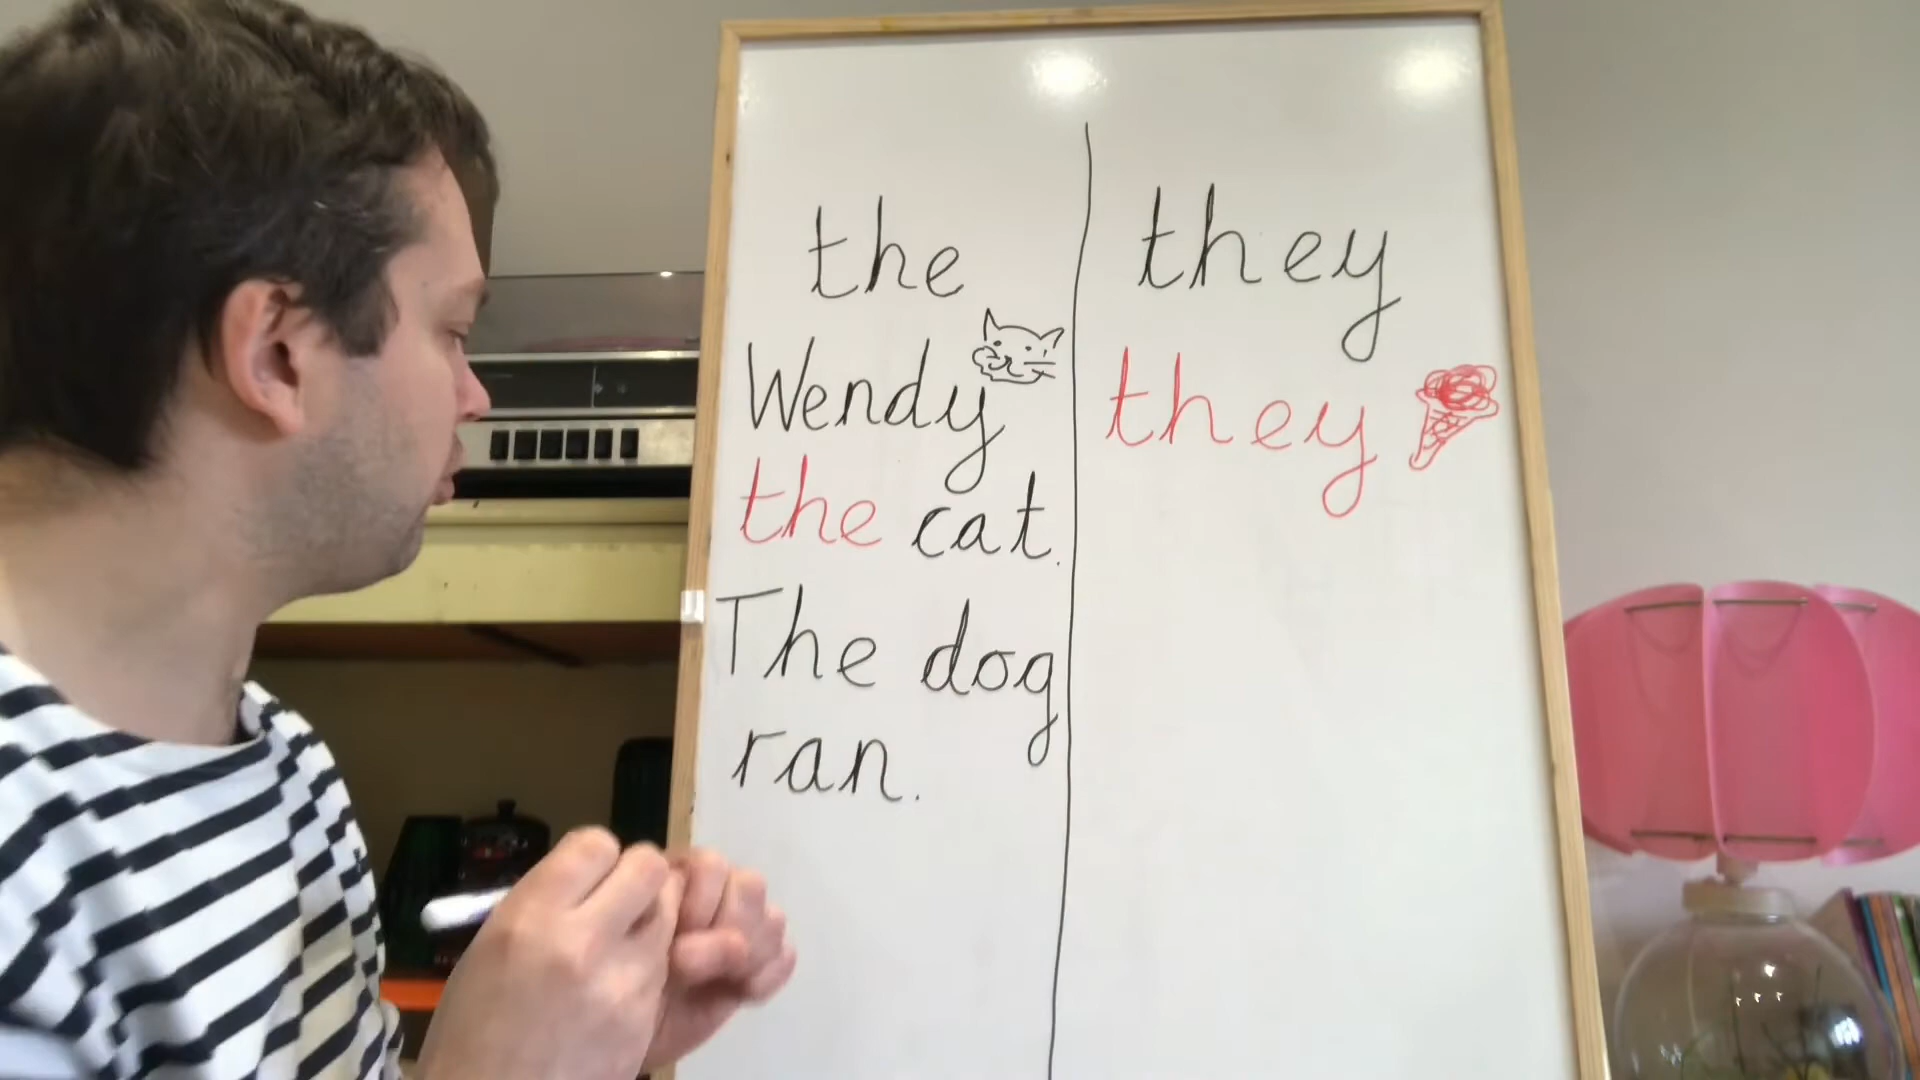 the
Wendy
the cat.
The dog
ran.
they
they